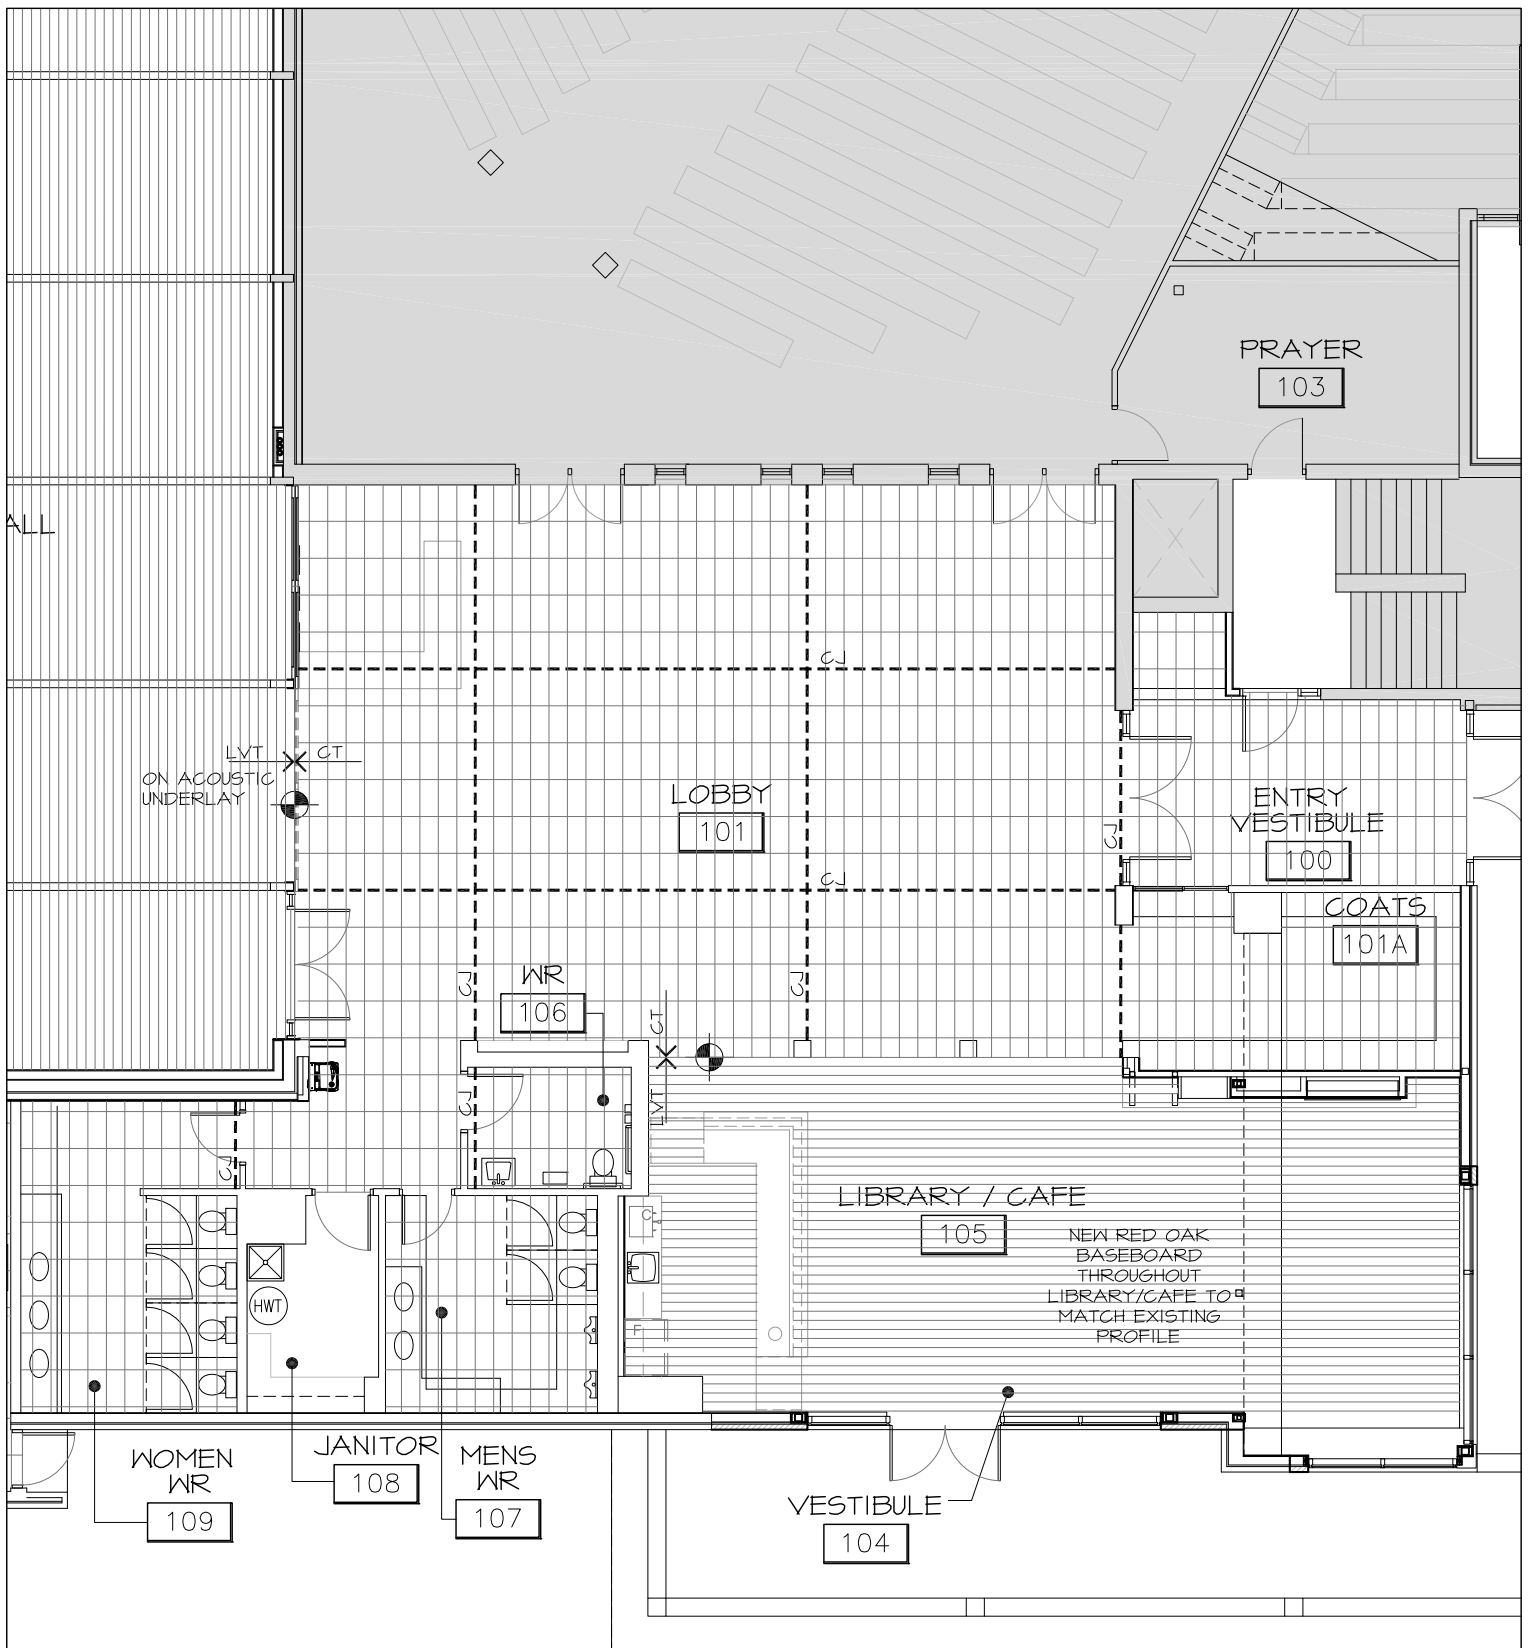 PRAYER
103
ALL
CJ
LVT
CT
ON ACOUSTIC
UNDERLAY
LOBBY
101
CJ
ENTRY
VESTIBULE
100
CJ
COATS
101A
WR
106
CJ
CJ
CT
LVT
CJ
CJ
LIBRARY / CAFE
105
NEW RED OAK
BASEBOARD
THROUGHOUT
LIBRARY/CAFE TO
MATCH EXISTING
PROFILE
C
HWT
F
WOMEN
WR
109
JANITOR
108
MENS
WR
107
VESTIBULE
104